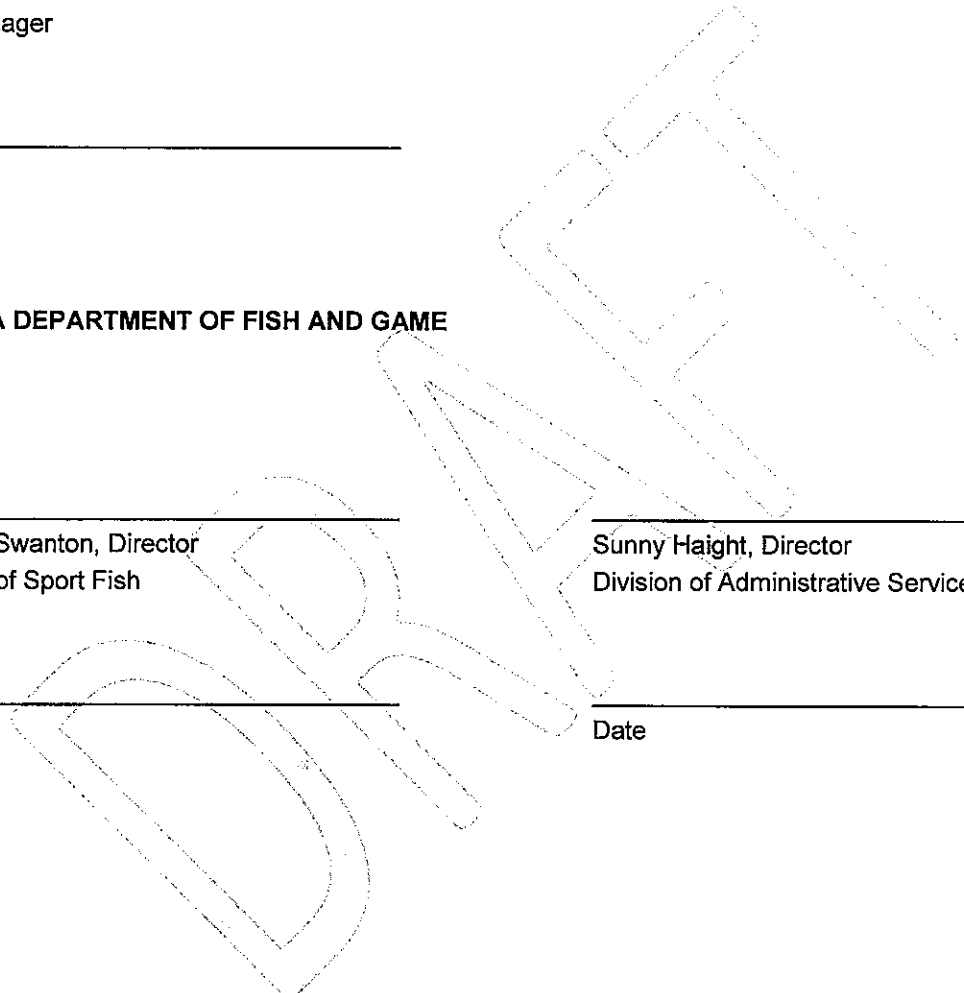 ager
A DEPARTMENT OF FISH AND GAME
Swanton, Director
of Sport Fish
Sunny Haight, Director
Division of Administrative Service
Date
DRAFT